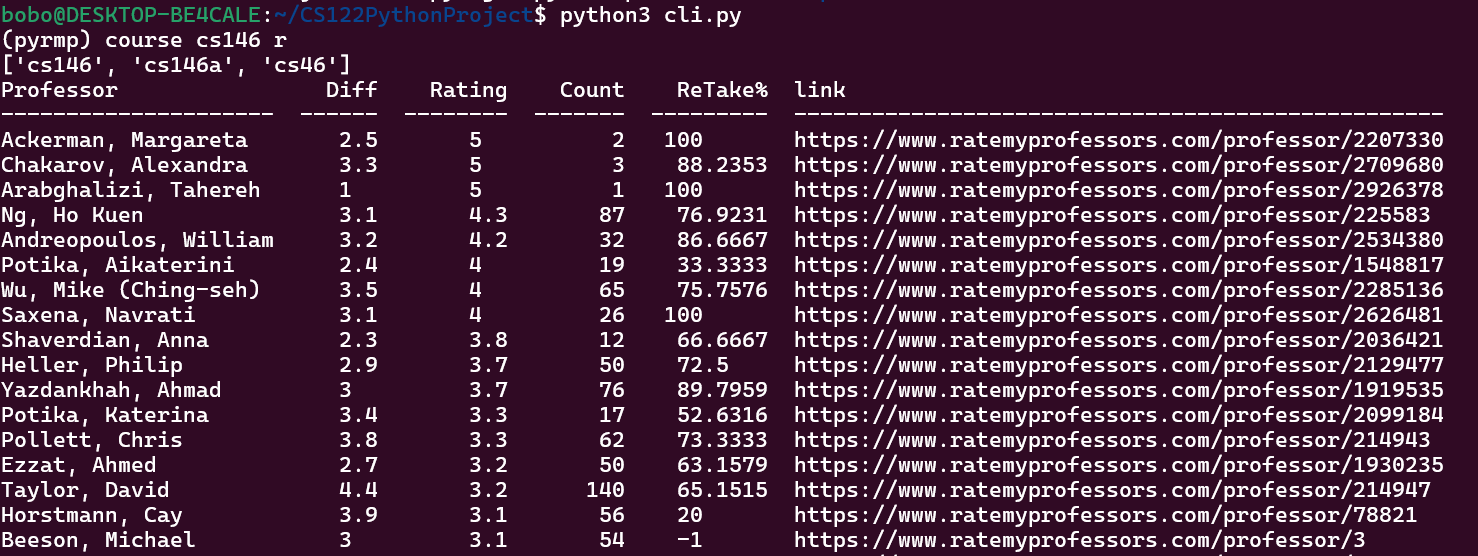 bobo@DESKTOP-BE4CALE:~/CS122PythonProject$ python3 cli.py
(pyrmp) course cs146 r
['cs146', 'cs146a', 'cs46']
Professor                Diff    Rating    Count    ReTake%  link
---------------------  ------  --------  -------  ---------  --------------------------------------------------
Ackerman, Margareta       2.5       5          2   100       https://www.ratemyprofessors.com/professor/2207330
Chakarov, Alexandra       3.3       5          3    88.2353  https://www.ratemyprofessors.com/professor/2709680
Arabghalizi, Tahereh      1         5          1   100       https://www.ratemyprofessors.com/professor/2926378
Ng, Ho Kuen               3.1       4.3       87    76.9231  https://www.ratemyprofessors.com/professor/225583
Andreopoulos, William     3.2       4.2       32    86.6667  https://www.ratemyprofessors.com/professor/2534380
Potika, Aikaterini        2.4       4         19    33.3333  https://www.ratemyprofessors.com/professor/1548817
Wu, Mike (Ching-seh)      3.5       4         65    75.7576  https://www.ratemyprofessors.com/professor/2285136
Saxena, Navrati           3.1       4         26   100       https://www.ratemyprofessors.com/professor/2626481
Shaverdian, Anna          2.3       3.8       12    66.6667  https://www.ratemyprofessors.com/professor/2036421
Heller, Philip            2.9       3.7       50    72.5     https://www.ratemyprofessors.com/professor/2129477
Yazdankhah, Ahmad         3         3.7       76    89.7959  https://www.ratemyprofessors.com/professor/1919535
Potika, Katerina          3.4       3.3       17    52.6316  https://www.ratemyprofessors.com/professor/2099184
Pollett, Chris            3.8       3.3       62    73.3333  https://www.ratemyprofessors.com/professor/214943
Ezzat, Ahmed              2.7       3.2       50    63.1579  https://www.ratemyprofessors.com/professor/1930235
Taylor, David             4.4       3.2      140    65.1515  https://www.ratemyprofessors.com/professor/214947
Horstmann, Cay            3.9       3.1       56    20       https://www.ratemyprofessors.com/professor/78821
Beeson, Michael           3         3.1       54    -1       https://www.ratemyprofessors.com/professor/3